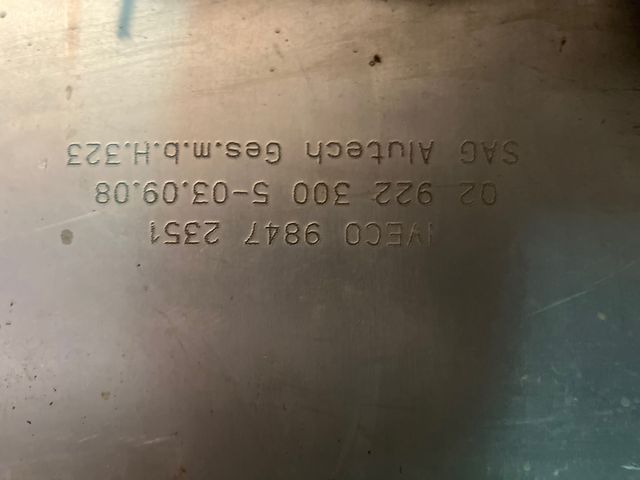 IVECO 9847 2351
02 922 300 5-03.09.08
SAG Alutech Ges.m.b.H.323